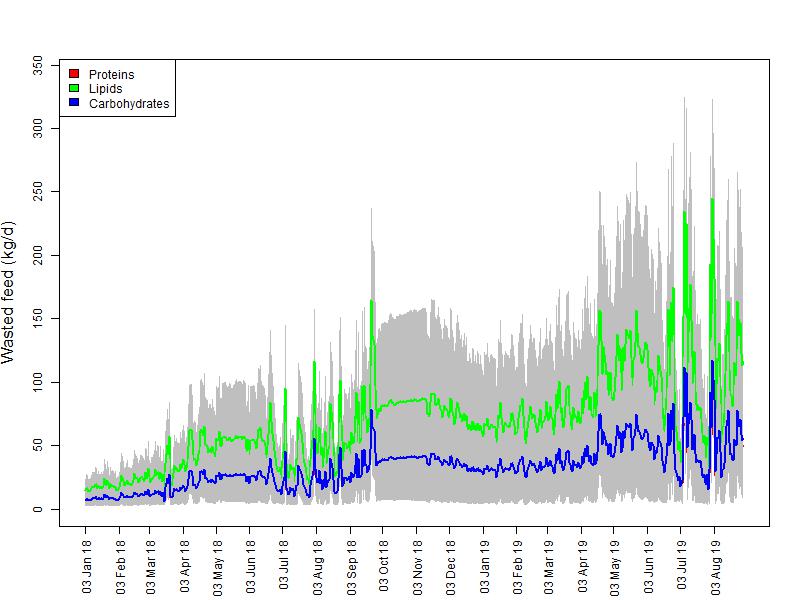 Proteins
Lipids
Carbohydrates
Wasted feed (kg/d)
350
300
250
200
150
100
50
0
03 Jan 18
03 Feb 18
03 Mar 18
03 Apr 18
03 May 18
03 Jun 18
03 Jul 18
03 Aug 18
03 Sep 18
03 Oct 18
03 Nov 18
03 Dec 18
03 Jan 19
03 Feb 19
03 Mar 19
03 Apr 19
03 May 19
03 Jun 19
03 Jul 19
03 Aug 19